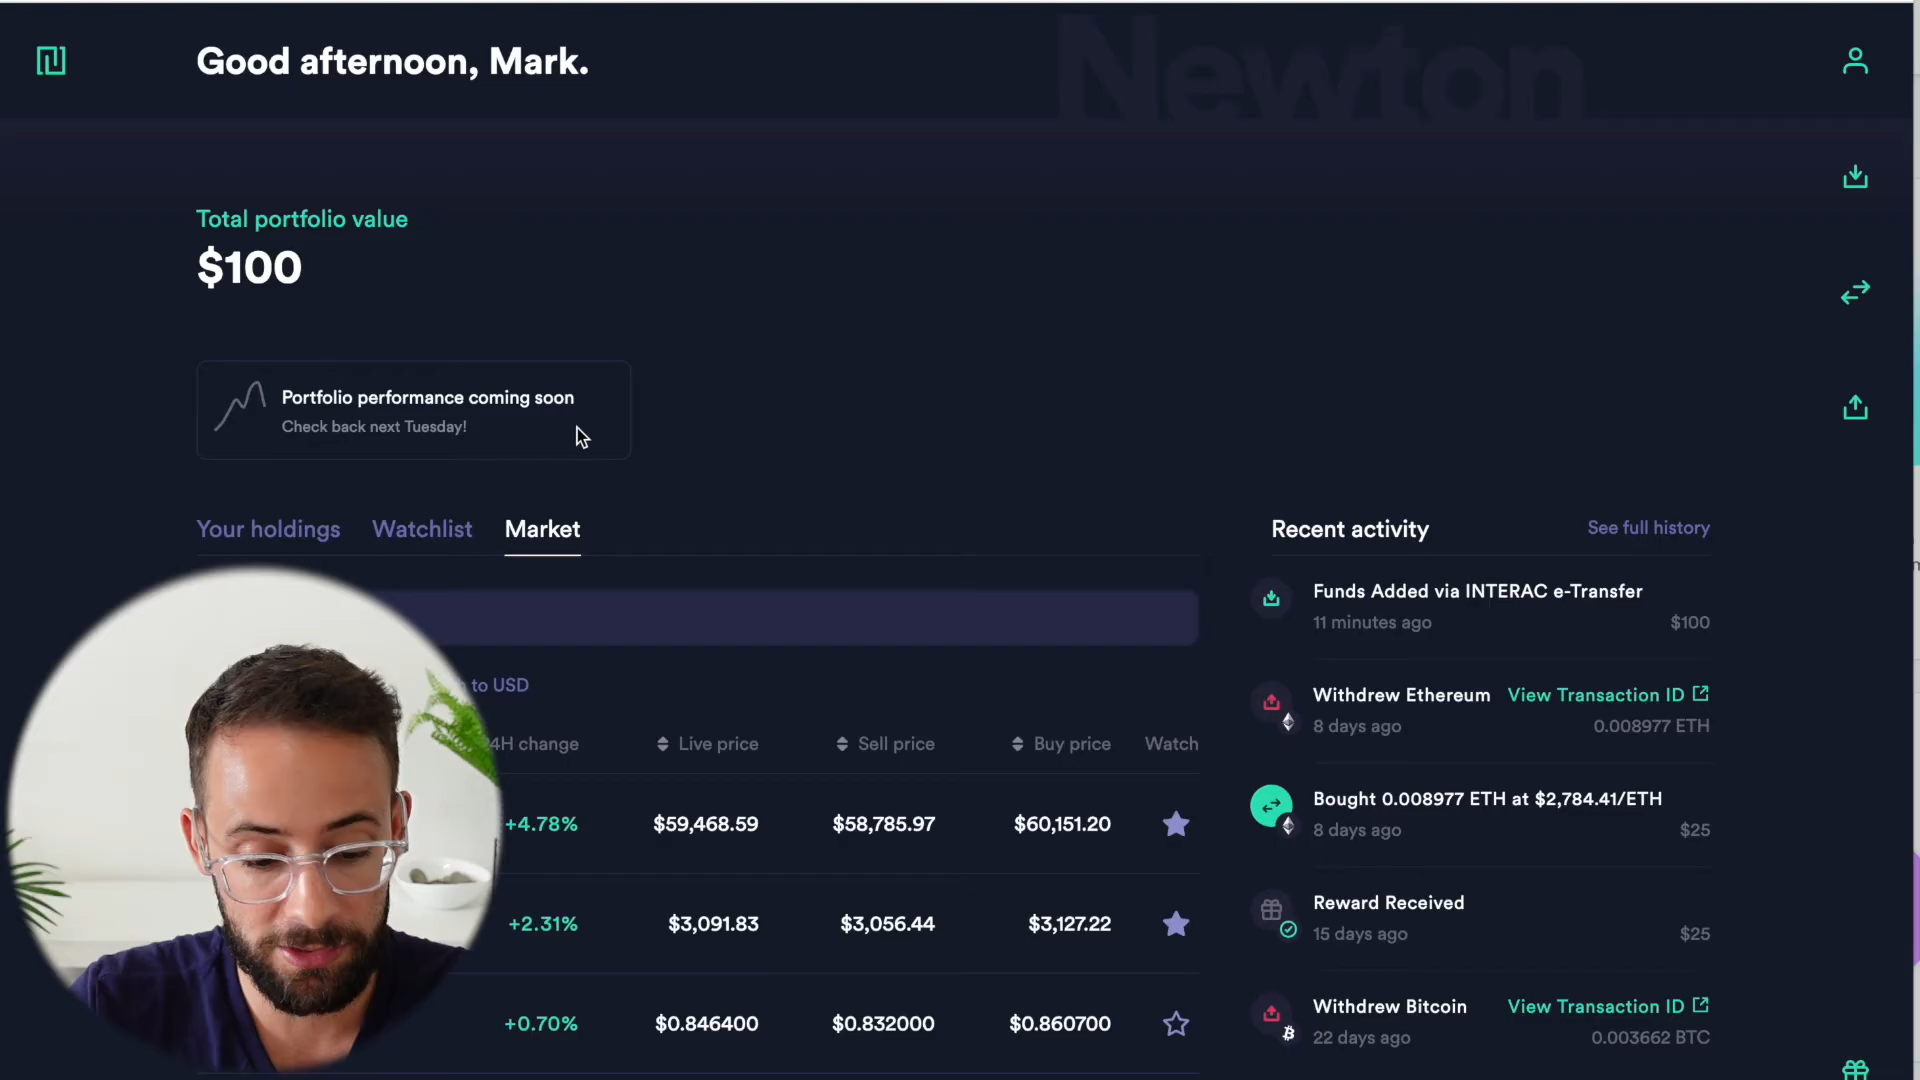 Newton
Good afternoon, Mark.
Total portfolio value
$100
Portfolio performance coming soon
Check back next Tuesday!
Your holdings Watchlist Market
to USD
24H change Live price Sell price Buy price Watch
+4.78% $59,468.59 $58,785.97 $60,151.20
+2.31% $3,091.83 $3,056.44 $3,127.22
+0.70% $0.846400 $0.832000 $0.860700
Recent activity See full history
Funds Added via INTERAC e-Transfer
11 minutes ago $100
Withdrew Ethereum View Transaction ID
8 days ago 0.008977 ETH
Bought 0.008977 ETH at $2,784.41/ETH
8 days ago $25
Reward Received
15 days ago $25
Withdrew Bitcoin View Transaction ID
22 days ago 0.003662 BTC